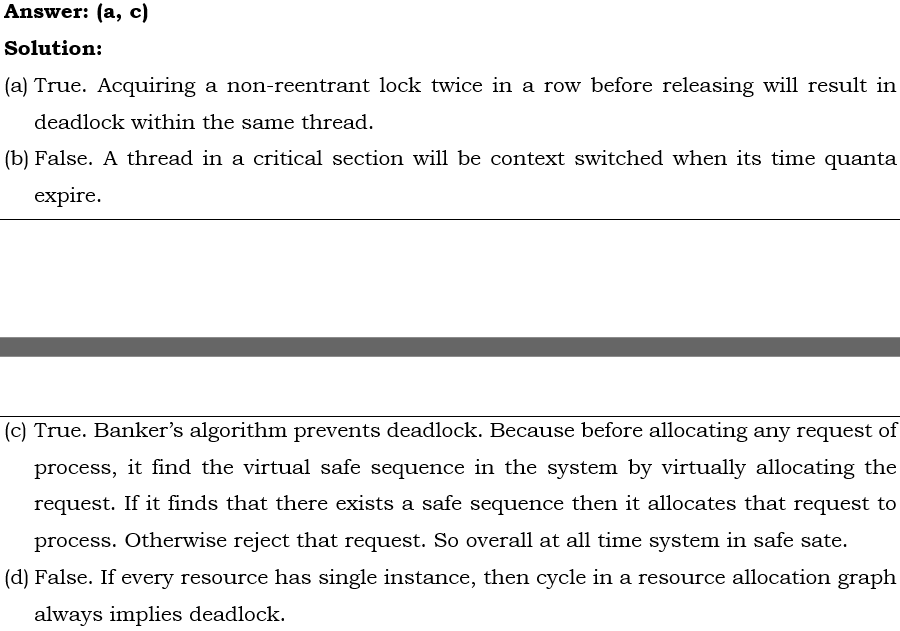 Answer: (a, c)
Solution:
(a) True. Acquiring a non-reentrant lock twice in a row before releasing will result in
deadlock within the same thread.
(b) False. A thread in a critical section will be context switched when its time quanta
expire.
(c) True. Banker’s algorithm prevents deadlock. Because before allocating any request of
process, it find the virtual safe sequence in the system by virtually allocating the
request. If it finds that there exists a safe sequence then it allocates that request to
process. Otherwise reject that request. So overall at all time system in safe sate.
(d) False. If every resource has single instance, then cycle in a resource allocation graph
always implies deadlock.